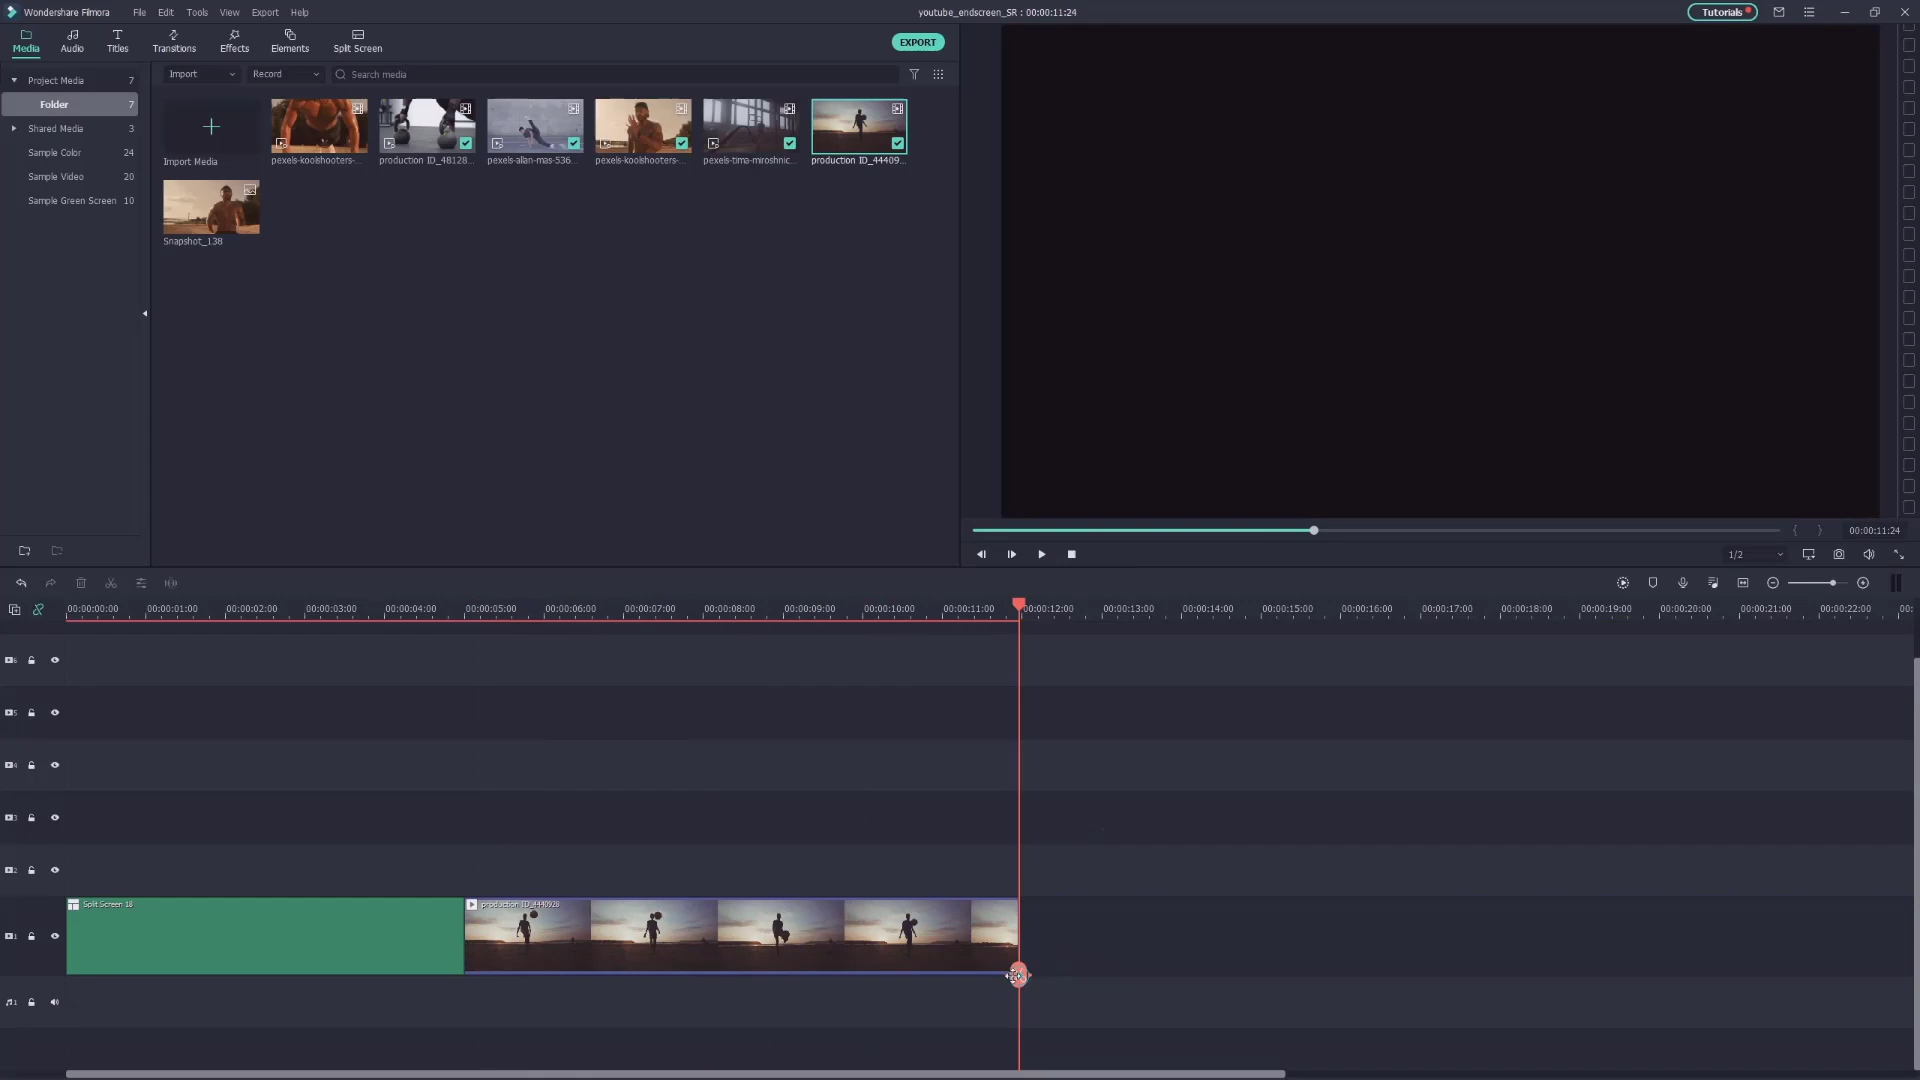 Wondershare Filmora File Edit Tools View Export Help youtube_endscreen_SR : 00:00:11:24 Tutorials
Media Audio Titles Transitions Effects Elements Split Screen EXPORT
Project Media 7 Import Record Search media
Folder 7
Shared Media 3
Sample Color 24
Sample Video 20
Sample Green Screen 10
Import Media pexels-koolshooters-... production ID_48128... pexels-allan-mas-536... pexels-koolshooters-... pexels-tima-miroshnic... production ID_44409...
Snapshot_138
00:00:11:24
1/2
00:00:00:00 00:00:01:00 00:00:02:00 00:00:03:00 00:00:04:00 00:00:05:00 00:00:06:00 00:00:07:00 00:00:08:00 00:00:09:00 00:00:10:00 00:00:11:00 00:00:12:00 00:00:13:00 00:00:14:00 00:00:15:00 00:00:16:00 00:00:17:00 00:00:18:00 00:00:19:00 00:00:20:00 00:00:21:00 00:00:22:00 00:
6
5
4
3
2
Split Screen 18 production ID_4440928
1
1